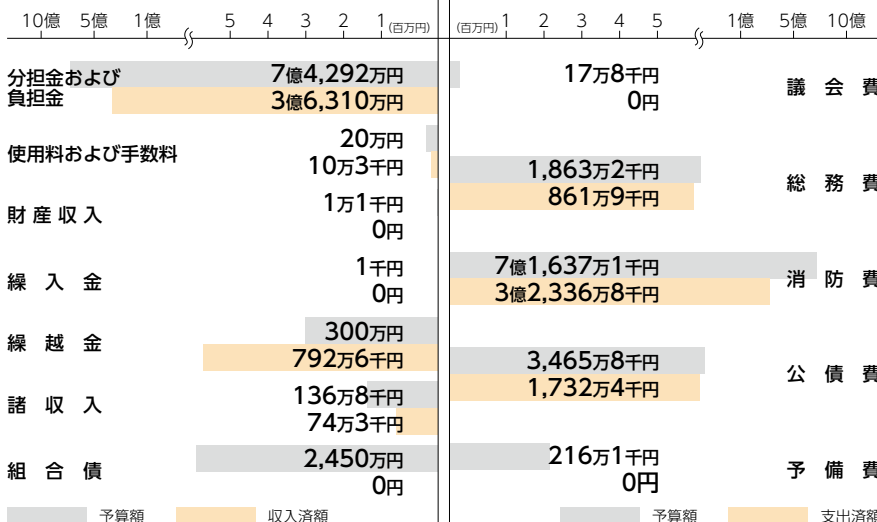 10億 5億 1億 5 4 3 2 1 (百万円)
分担金および
負担金
7億4,292万円
3億6,310万円
使用料および手数料
20万円
10万3千円
財産収入
1万1千円
0円
繰入金
1千円
0円
繰越金
300万円
792万6千円
諸収入
136万8千円
74万3千円
組合債
2,450万円
0円
予算額 収入済額
(百万円) 1 2 3 4 5 1億 5億 10億
17万8千円
0円
議会費
1,863万2千円
861万9千円
総務費
7億1,637万1千円
3億2,336万8千円
消防費
3,465万8千円
1,732万4千円
公債費
216万1千円
0円
予備費
予算額 支出済額